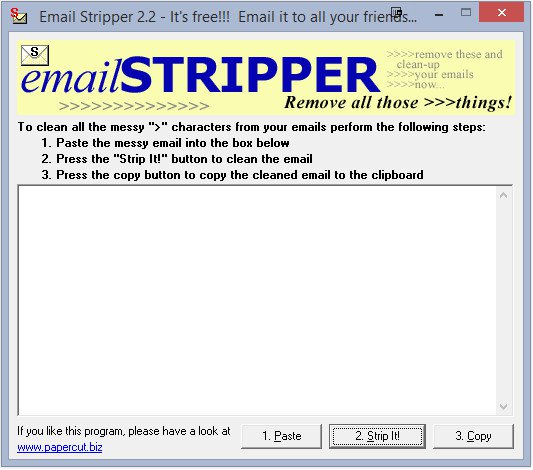 Email Stripper 2.2 - It's free!!!  Email it to all your friends...
S
emailSTRIPPER
>>>>remove these and
clean-up
>>>>your emails
>>>>now...
>>>>>>>>>>>>>>
Remove all those >>>things!
To clean all the messy ">" characters from your emails perform the following steps:
1. Paste the messy email into the box below
2. Press the "Strip It!" button to clean the email
3. Press the copy button to copy the cleaned email to the clipboard
If you like this program, please have a look at
www.papercut.biz
1. Paste
2. Strip It!
3. Copy